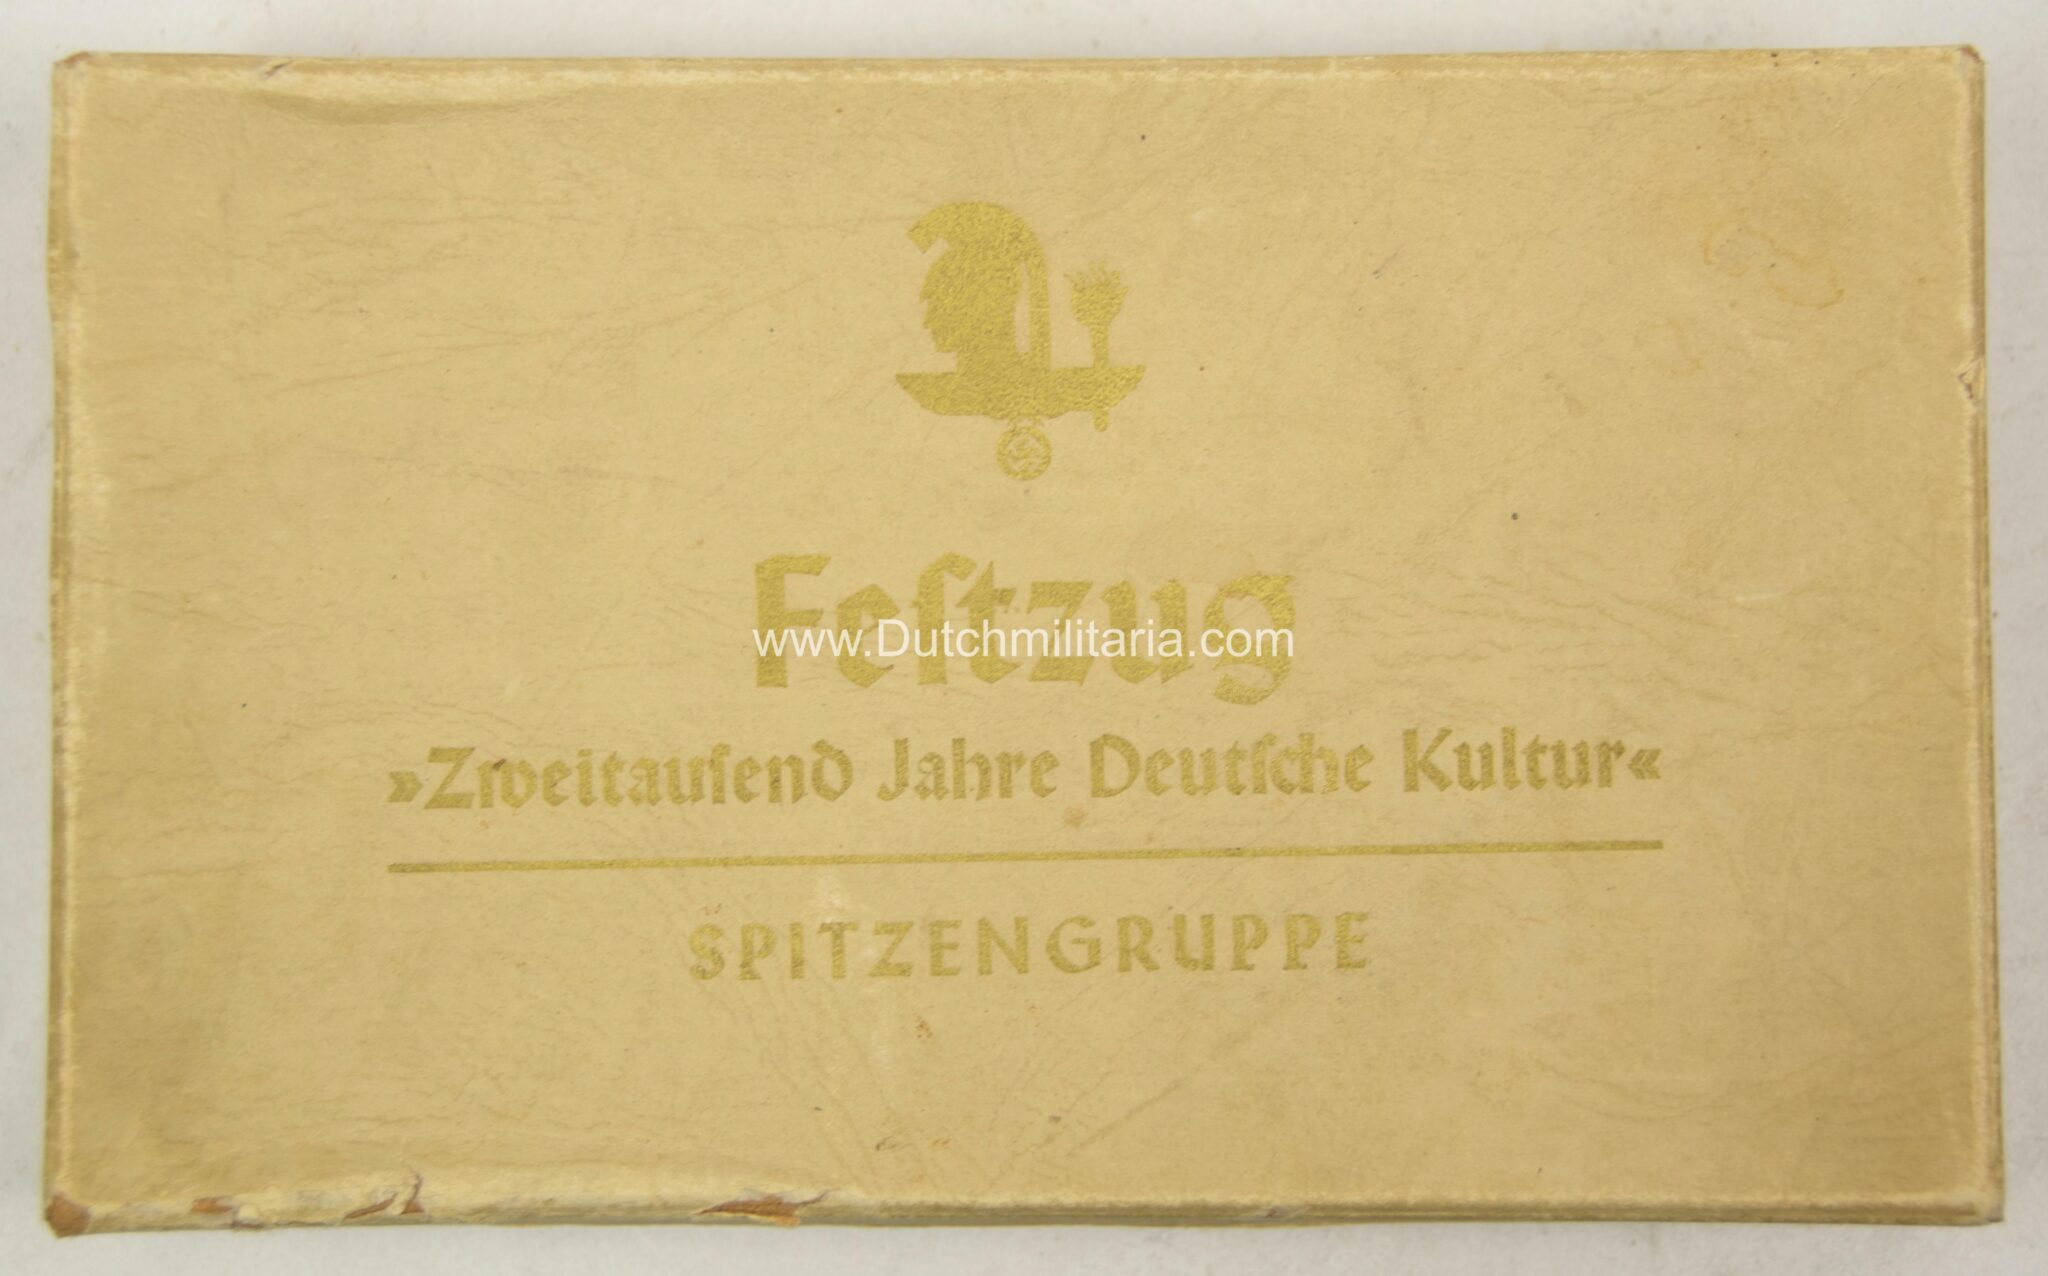 Festzug
www.Dutchmilitaria.com
»Zweitausend Jahre Deutsche Kultur«
SPITZENGRUPPE